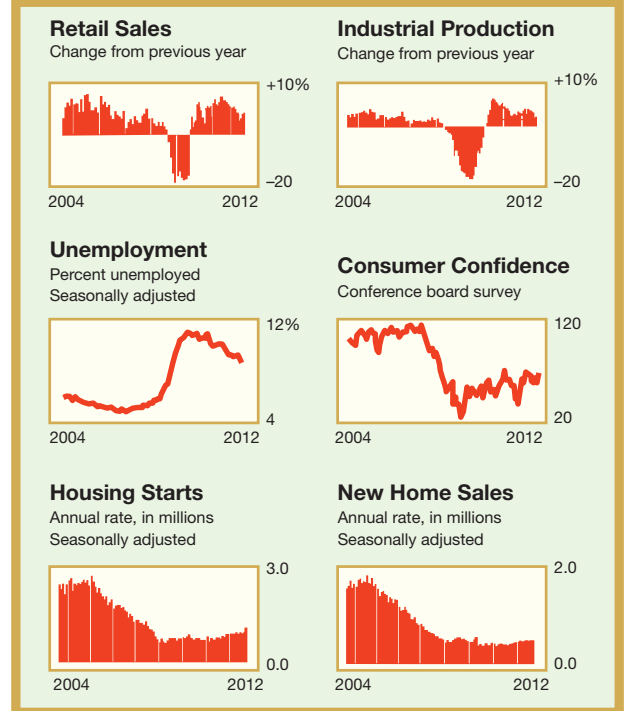 Retail Sales
Change from previous year
+10%
–20
2004 2012
Industrial Production
Change from previous year
+10%
–20
2004 2012
Unemployment
Percent unemployed
Seasonally adjusted
12%
4
2004 2012
Consumer Confidence
Conference board survey
120
20
2004 2012
Housing Starts
Annual rate, in millions
Seasonally adjusted
3.0
0.0
2004 2012
New Home Sales
Annual rate, in millions
Seasonally adjusted
2.0
0.0
2004 2012